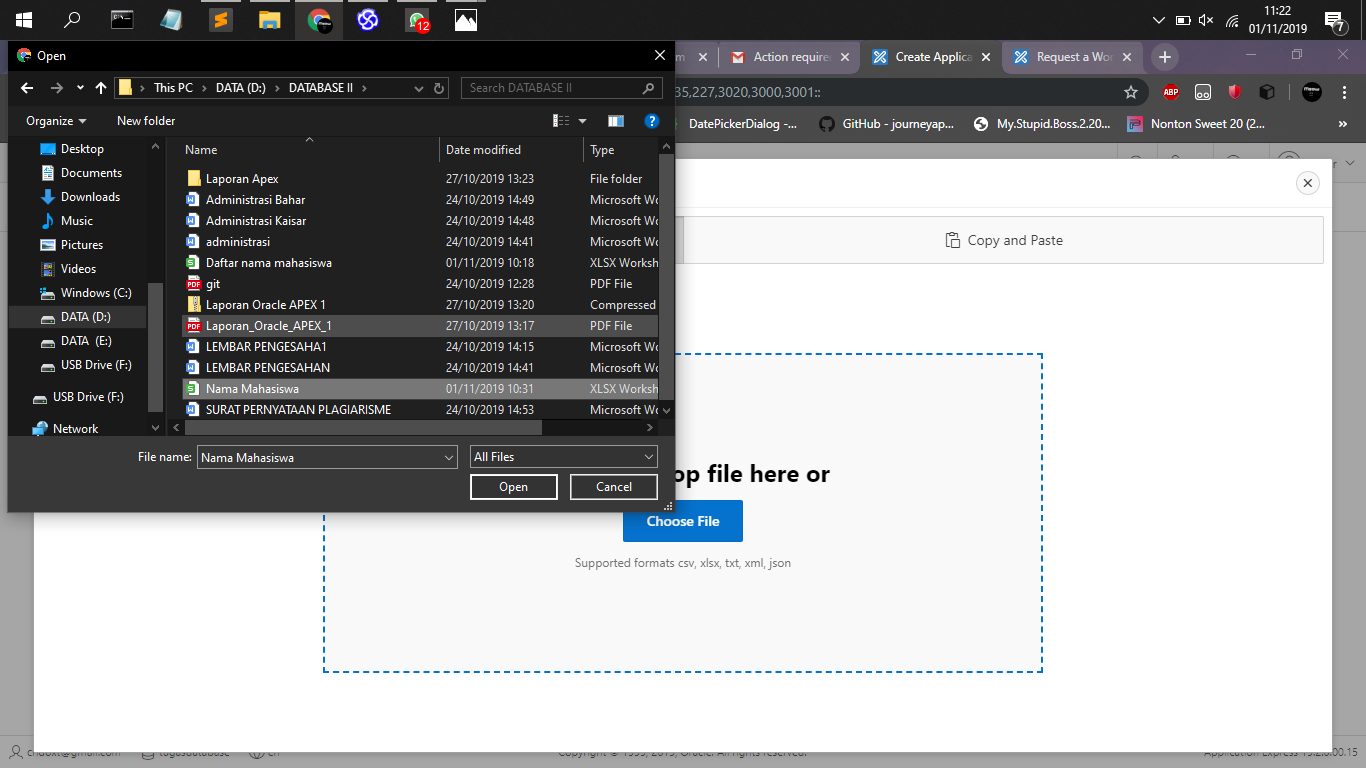 12
11:22
01/11/2019
7
Open
Action require
Create Applica
Request a Wo
This PC
DATA (D:)
DATABASE II
Search DATABASE II
35,227,3020,3000,3001::
ABP
Organize
New folder
DatePickerDialog -...
GitHub - journeyap...
My.Stupid.Boss.2.20...
Nonton Sweet 20 (2...
»
Name
Date modified
Type
Desktop
Documents
Downloads
Music
Pictures
Videos
Windows (C:)
DATA (D:)
DATA (E:)
USB Drive (F:)
USB Drive (F:)
Network
Laporan Apex 27/10/2019 13:23 File folder
Administrasi Bahar 24/10/2019 14:49 Microsoft Wo
Administrasi Kaisar 24/10/2019 14:48 Microsoft Wo
administrasi 24/10/2019 14:41 Microsoft Wo
Daftar nama mahasiswa 01/11/2019 10:18 XLSX Worksh
git 24/10/2019 12:28 PDF File
Laporan Oracle APEX 1 27/10/2019 13:20 Compressed
Laporan_Oracle_APEX_1 27/10/2019 13:17 PDF File
LEMBAR PENGESAHA1 24/10/2019 14:15 Microsoft Wo
LEMBAR PENGESAHAN 24/10/2019 14:41 Microsoft Wo
Nama Mahasiswa 01/11/2019 10:31 XLSX Worksh
SURAT PERNYATAAN PLAGIARISME 24/10/2019 14:53 Microsoft Wo
File name: Nama Mahasiswa
All Files
Open
Cancel
Copy and Paste
op file here or
Choose File
Supported formats csv, xlsx, txt, xml, json